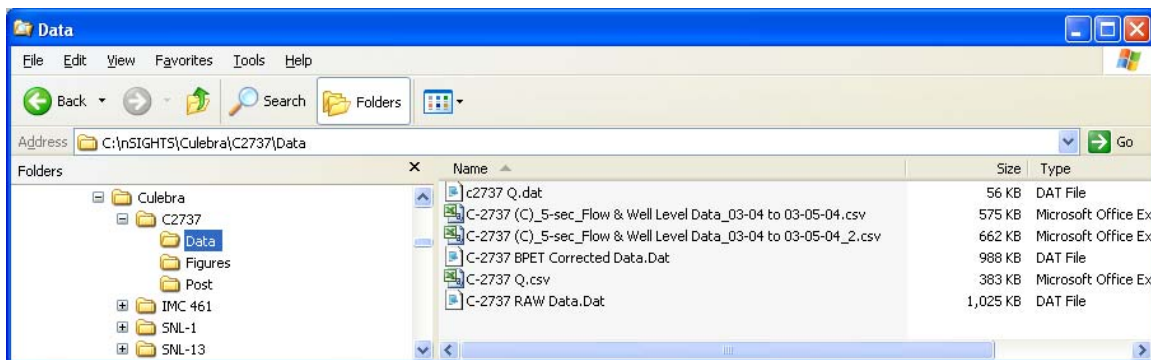 Data
File Edit View Favorites Tools Help
Back Search Folders
Address C:\nSIGHTS\Culebra\C2737\Data Go
Folders Name Size Type
Culebra
C2737
Data
Figures
Post
IMC 461
SNL-1
SNL-13
c2737 Q.dat 56 KB DAT File
C-2737 (C)_5-sec_Flow & Well Level Data_03-04 to 03-05-04.csv 575 KB Microsoft Office Ex
C-2737 (C)_5-sec_Flow & Well Level Data_03-04 to 03-05-04_2.csv 662 KB Microsoft Office Ex
C-2737 BPET Corrected Data.Dat 988 KB DAT File
C-2737 Q.csv 383 KB Microsoft Office Ex
C-2737 RAW Data.Dat 1,025 KB DAT File